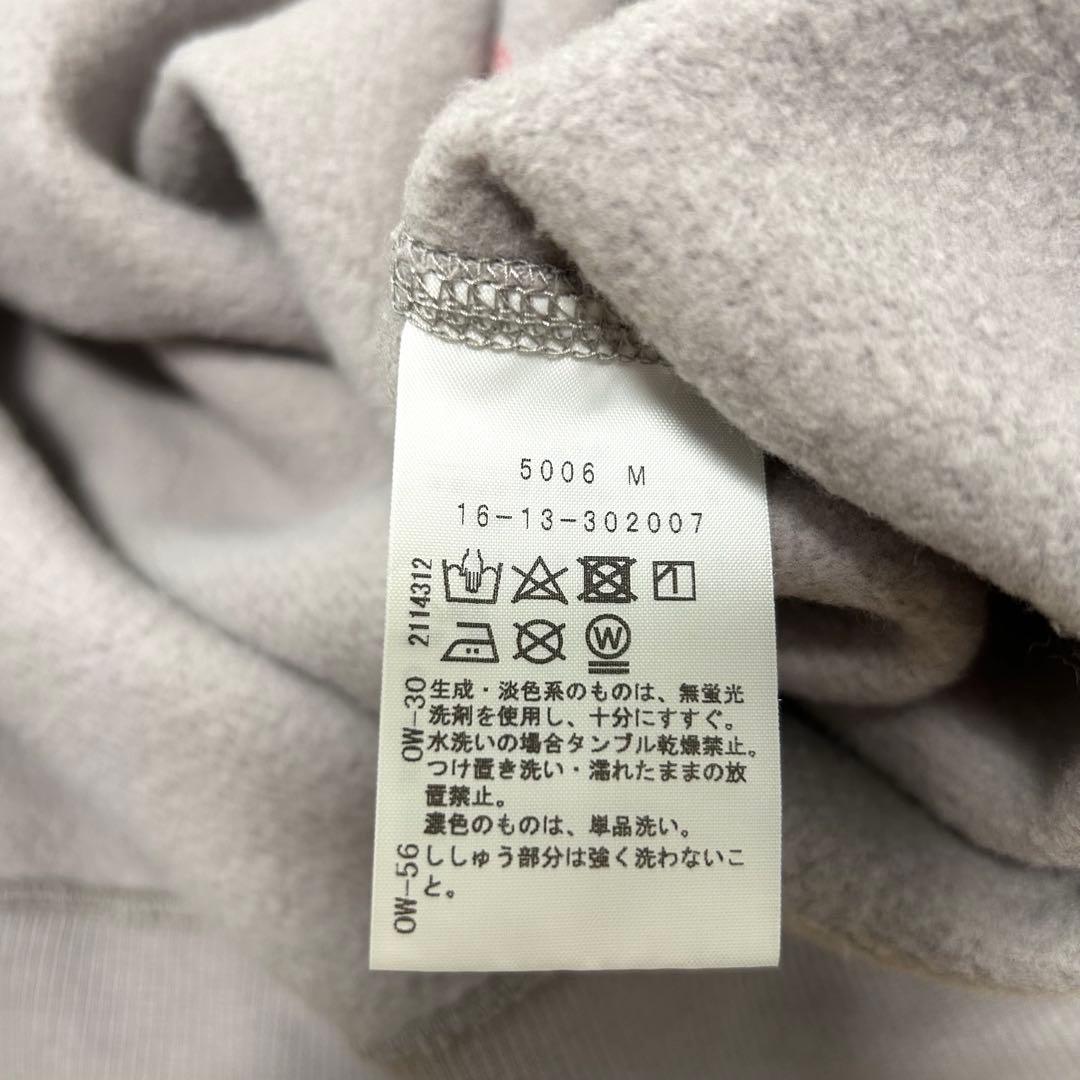 5006 M
16-13-302007
W
生成・淡色系のものは、無蛍光
洗剤を使用し、十分にすすぐ。
水洗いの場合タンブル乾燥禁止。
つけ置き洗い・濡れたままの放
置禁止。
濃色のものは、単品洗い。
ししゅう部分は強く洗わないこ
と。
OW-56 OW-30 2114312